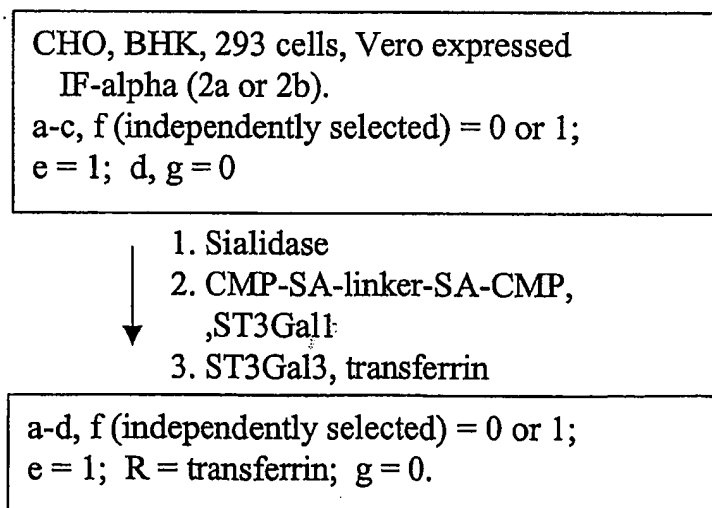 CHO, BHK, 293 cells, Vero expressed
IF-alpha (2a or 2b).
a-c, f (independently selected) = 0 or 1;
e = 1; d, g = 0
1. Sialidase
2. CMP-SA-linker-SA-CMP,
,ST3Gal1
3. ST3Gal3, transferrin
a-d, f (independently selected) = 0 or 1;
e = 1; R = transferrin; g = 0.